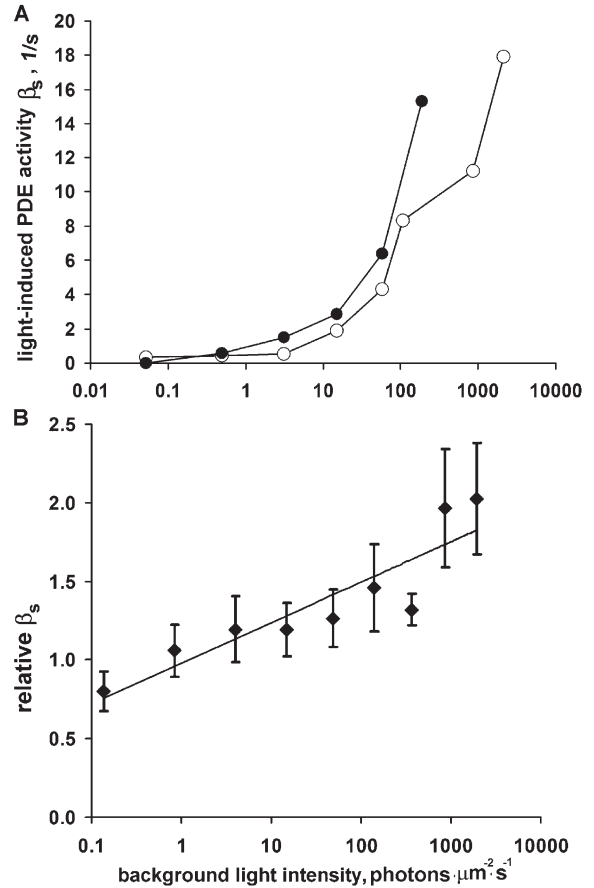 A
light-induced PDE activity βs, 1/s
20
18
16
14
12
10
8
6
4
2
0
0.01 0.1 1 10 100 1000 10000
B
relative βs
2.5
2.0
1.5
1.0
0.5
0.0
0.1 1 10 100 1000 10000
background light intensity, photons·μm⁻²·s⁻¹